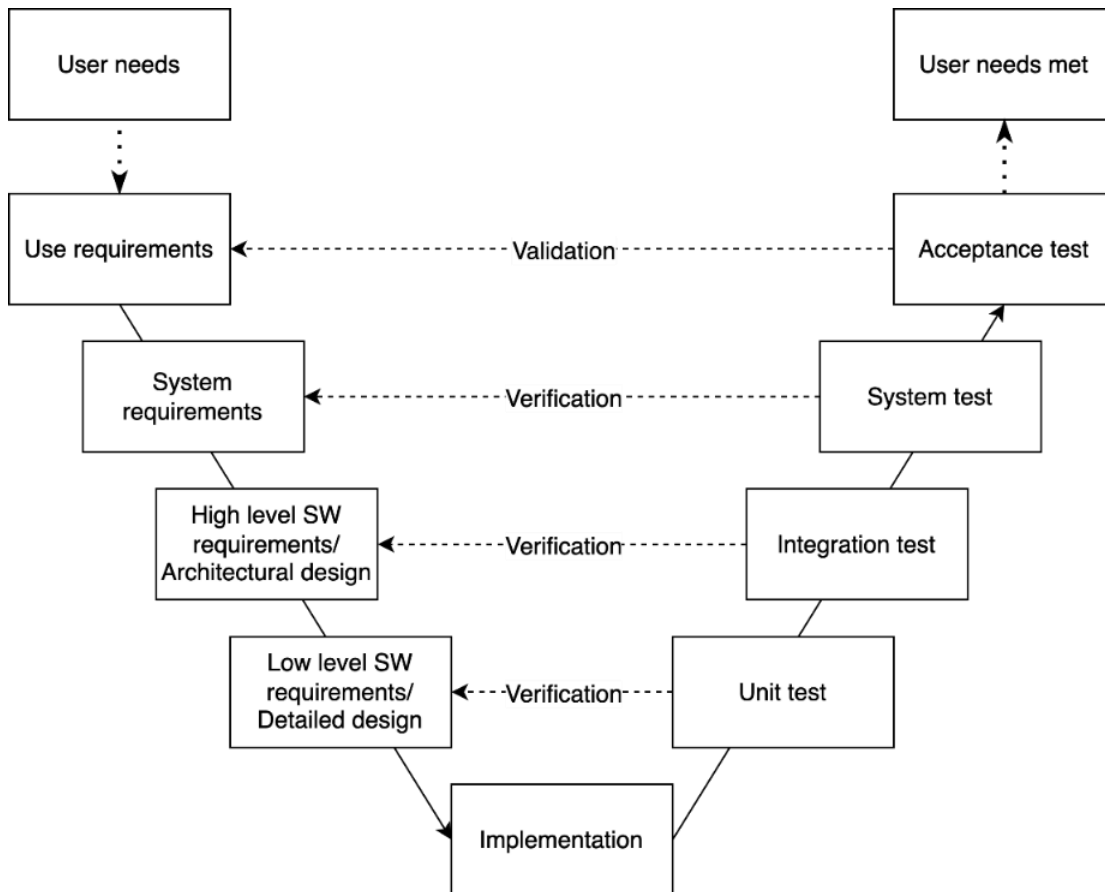 User needs
User needs met
Use requirements
Validation
Acceptance test
System
requirements
Verification
System test
High level SW
requirements/
Architectural design
Verification
Integration test
Low level SW
requirements/
Detailed design
Verification
Unit test
Implementation